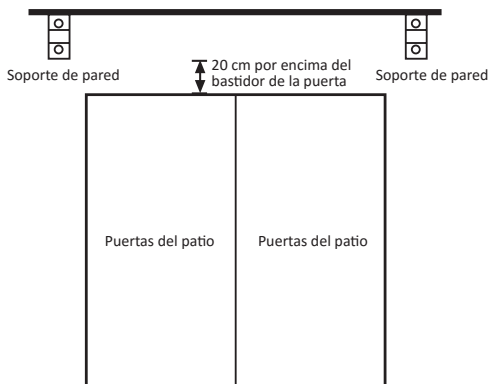 Soporte de pared
20 cm por encima del
bastidor de la puerta
Soporte de pared
Puertas del patio
Puertas del patio